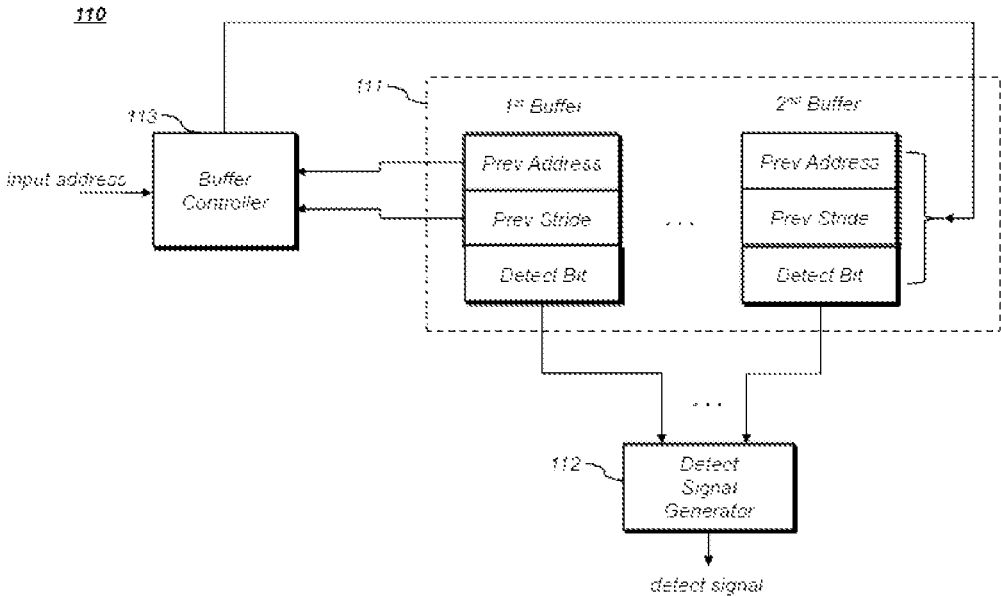 110
111
1st Buffer
2nd Buffer
113
input address
Buffer
Controller
Prev Address
Prev Stride
Detect Bit
. . .
Prev Address
Prev Stride
Detect Bit
. . .
112
Detect
Signal
Generator
detect signal